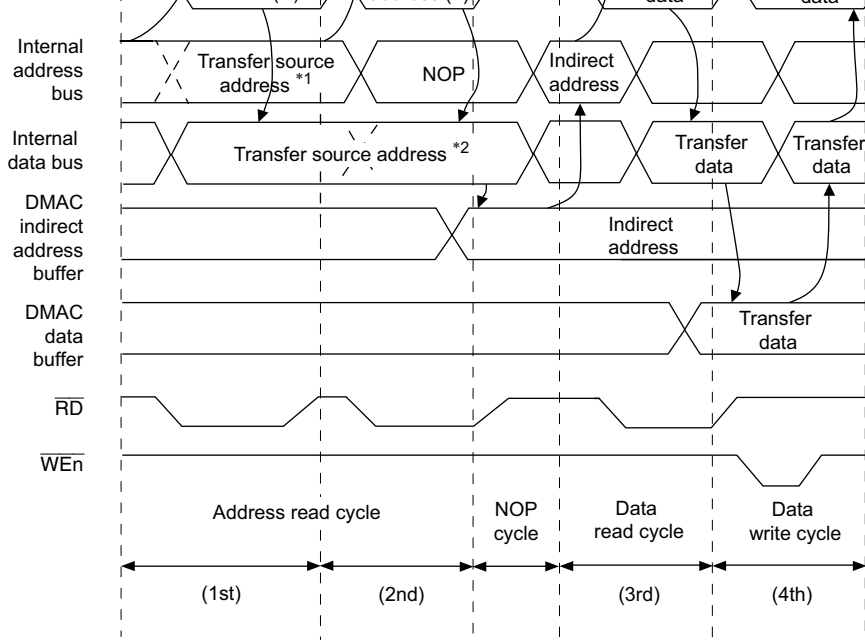 data
data
Internal
address
bus
Transfer source
address *1
NOP
Indirect
address
Internal
data bus
Transfer source address *2
Transfer
data
Transfer
data
DMAC
indirect
address
buffer
Indirect
address
DMAC
data
buffer
Transfer
data
RD
WEn
Address read cycle
NOP
cycle
Data
read cycle
Data
write cycle
(1st)
(2nd)
(3rd)
(4th)